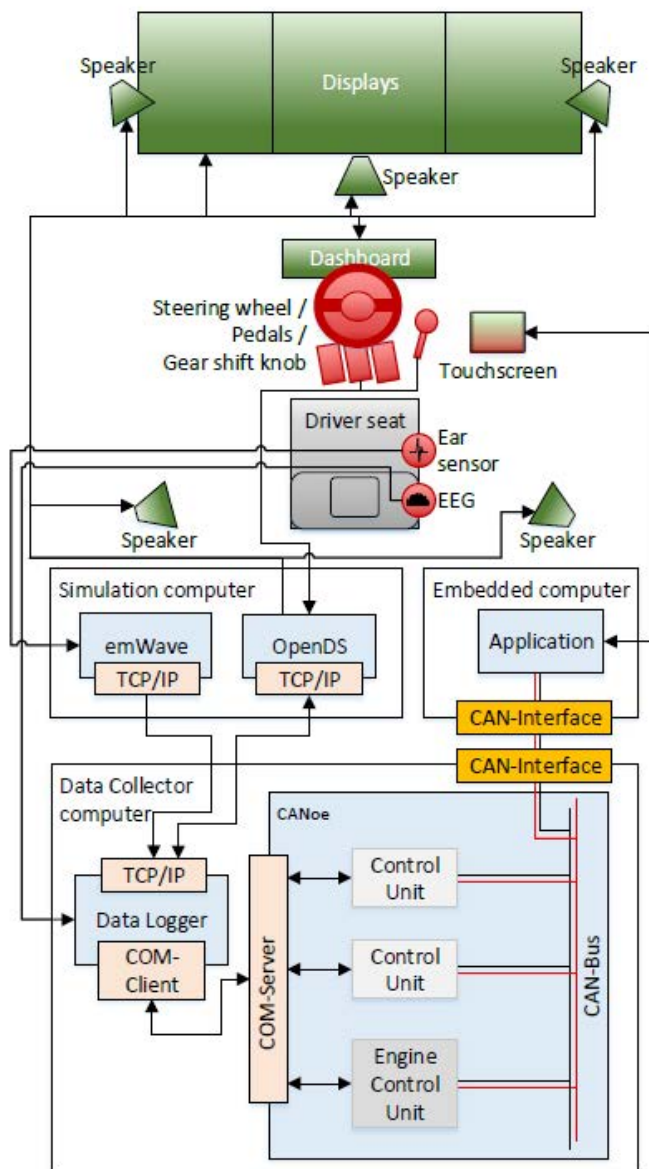 Speaker
Speaker
Displays
Speaker
Dashboard
Steering wheel /
Pedals /
Gear shift knob
Touchscreen
Driver seat
Ear
sensor
EEG
Speaker
Speaker
Simulation computer
Embedded computer
emWave
OpenDS
Application
TCP/IP
TCP/IP
CAN-Interface
CAN-Interface
Data Collector
computer
CANoe
TCP/IP
Control
Unit
Data Logger
COM-
Client
COM-Server
Control
Unit
CAN-Bus
Engine
Control
Unit